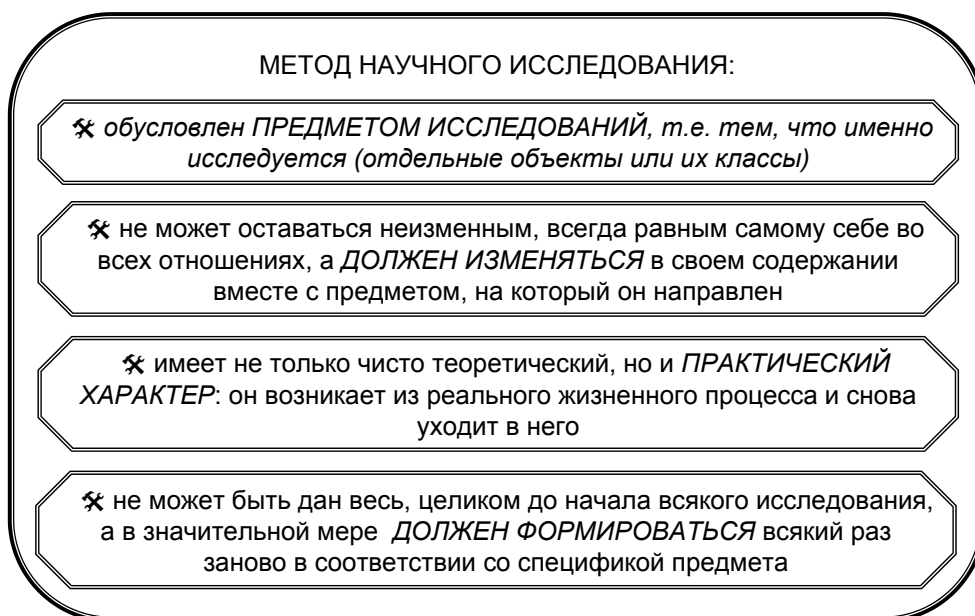 МЕТОД НАУЧНОГО ИССЛЕДОВАНИЯ:
🛠 обусловлен ПРЕДМЕТОМ ИССЛЕДОВАНИЙ, т.е. тем, что именно
исследуется (отдельные объекты или их классы)
🛠 не может оставаться неизменным, всегда равным самому себе во
всех отношениях, а ДОЛЖЕН ИЗМЕНЯТЬСЯ в своем содержании
вместе с предметом, на который он направлен
🛠 имеет не только чисто теоретический, но и ПРАКТИЧЕСКИЙ
ХАРАКТЕР: он возникает из реального жизненного процесса и снова
уходит в него
🛠 не может быть дан весь, целиком до начала всякого исследования,
а в значительной мере ДОЛЖЕН ФОРМИРОВАТЬСЯ всякий раз
заново в соответствии со спецификой предмета